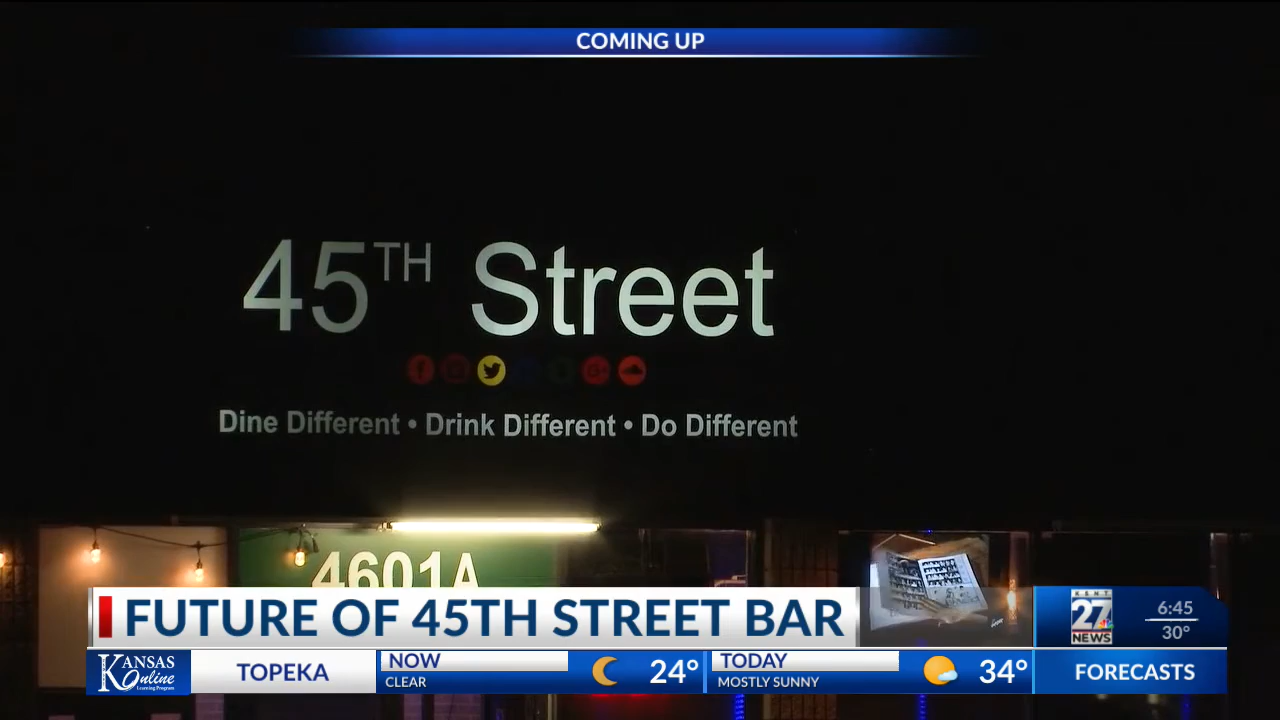 COMING UP
45TH Street
Dine Different • Drink Different • Do Different
4601A
FUTURE OF 45TH STREET BAR
KSNT
27
NEWS
6:45
30°
KANSAS
Online
Learning Program
TOPEKA
NOW
CLEAR
24°
TODAY
MOSTLY SUNNY
34°
FORECASTS